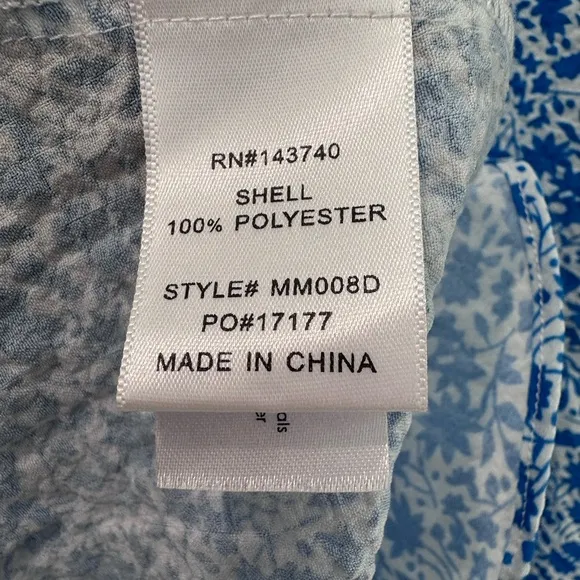 RN#143740
SHELL
100% POLYESTER
STYLE# MM008D
PO#17177
MADE IN CHINA